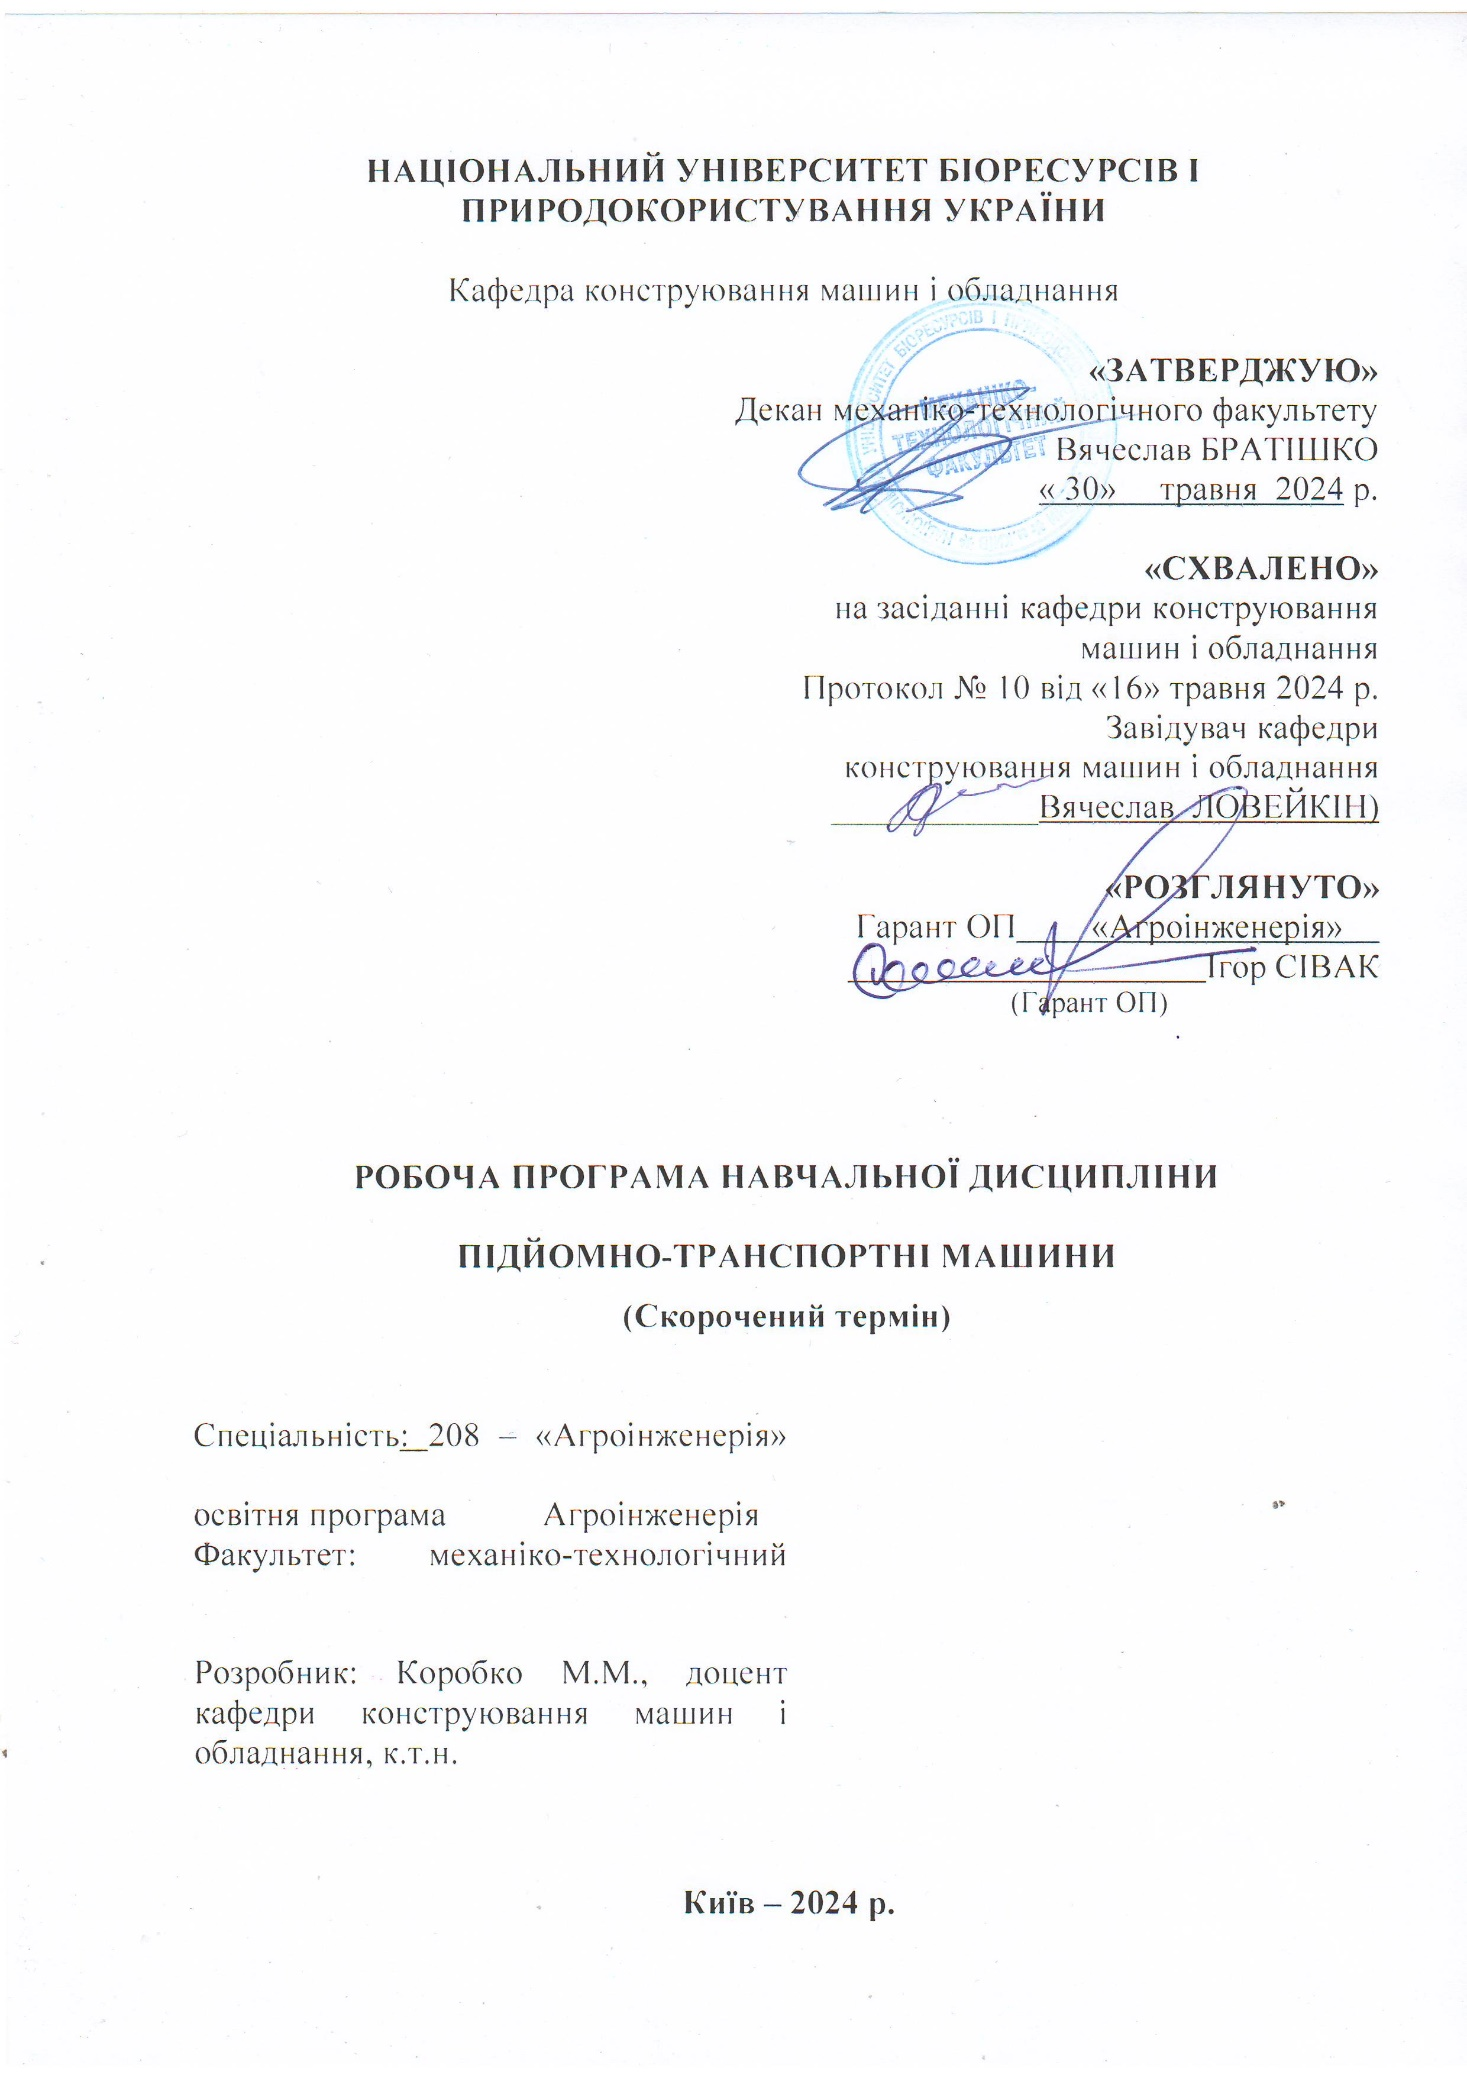 НАЦІОНАЛЬНИЙ УНІВЕРСИТЕТ БІОРЕСУРСІВ І
ПРИРОДОКОРИСТУВАННЯ УКРАЇНИ
Кафедра конструювання машин і обладнання
«ЗАТВЕРДЖУЮ»
Декан механіко-технологічного факультету
Вячеслав БРАТІШКО
« 30» травня 2024 р.
МЕХАНІКО-
ТЕХНОЛОГІЧНИЙ
ФАКУЛЬТЕТ
«СХВАЛЕНО»
на засіданні кафедри конструювання
машин і обладнання
Протокол № 10 від «16» травня 2024 р.
Завідувач кафедри
конструювання машин і обладнання
Вячеслав ЛОВЕЙКІН)
«РОЗГЛЯНУТО»
Гарант ОП «Агроінженерія»
Ігор СІВАК
(Гарант ОП)
РОБОЧА ПРОГРАМА НАВЧАЛЬНОЇ ДИСЦИПЛІНИ
ПІДЙОМНО-ТРАНСПОРТНІ МАШИНИ
(Скорочений термін)
Спеціальність: 208 – «Агроінженерія»
освітня програма Агроінженерія
Факультет: механіко-технологічний
Розробник: Коробко М.М., доцент
кафедри конструювання машин і
обладнання, к.т.н.
Київ – 2024 р.